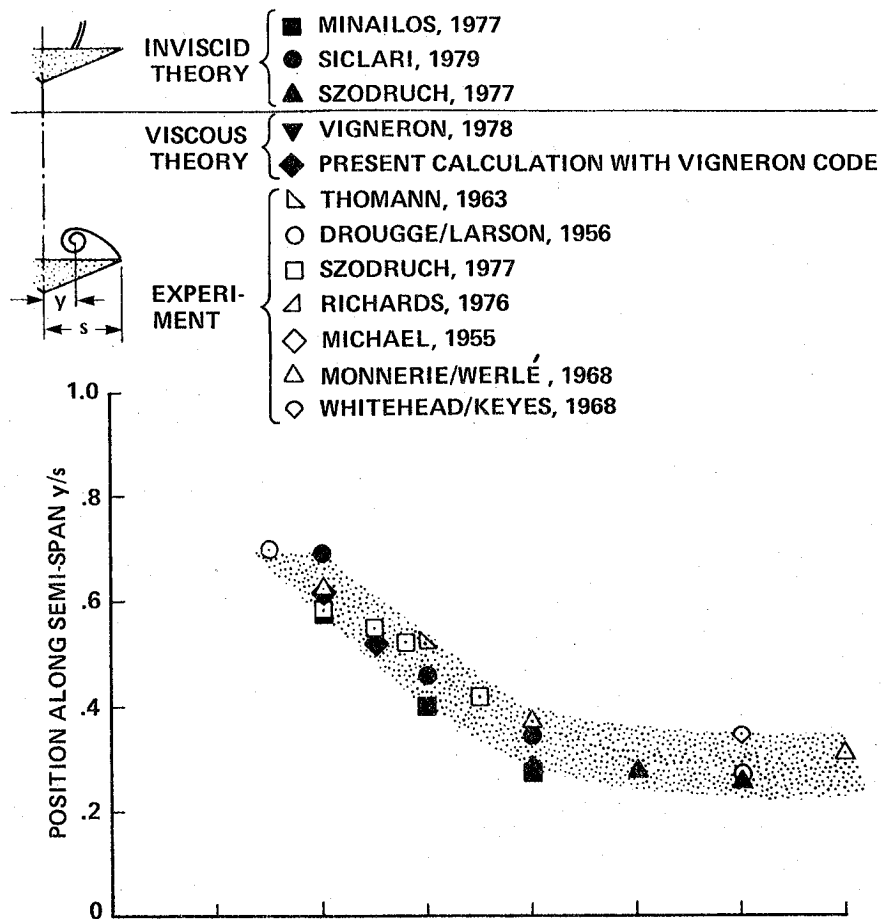 INVISCID THEORY
MINAILOS, 1977
SICLARI, 1979
SZODRUCH, 1977
VISCOUS THEORY
VIGNERON, 1978
PRESENT CALCULATION WITH VIGNERON CODE
EXPERI-
MENT
THOMANN, 1963
DROUGGE/LARSON, 1956
SZODRUCH, 1977
RICHARDS, 1976
MICHAEL, 1955
MONNERIE/WERLÉ, 1968
WHITEHEAD/KEYES, 1968
y
s
POSITION ALONG SEMI-SPAN y/s
1.0
.8
.6
.4
.2
0